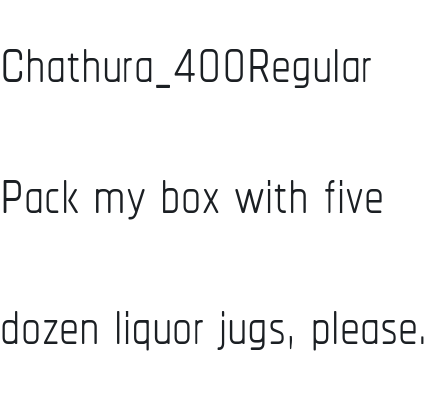 Chathura_400Regular
Pack my box with five
dozen liquor jugs, please.